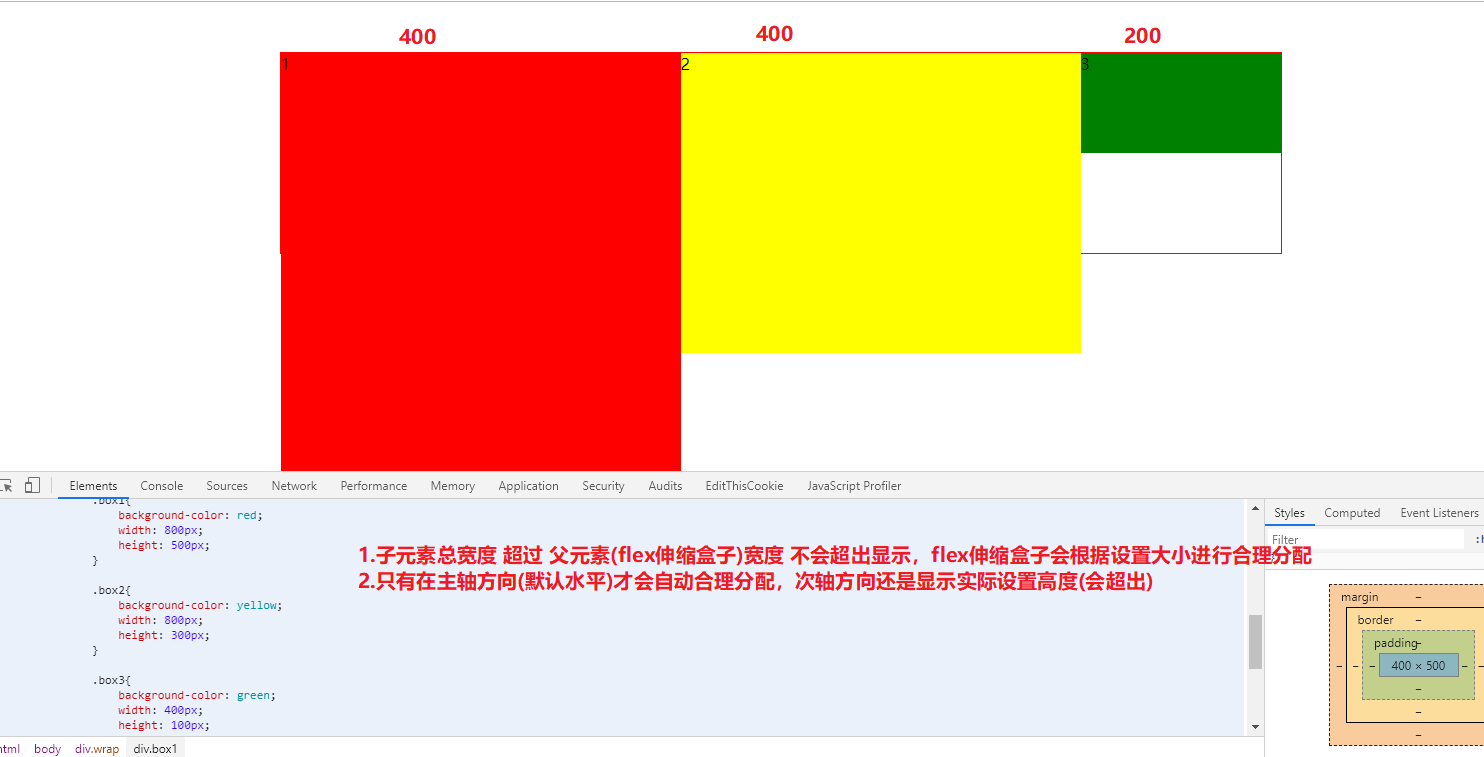 400 400 200
1 2 3
Elements Console Sources Network Performance Memory Application Security Audits EditThisCookie JavaScript Profiler
.box1{
background-color: red;
width: 800px;
height: 500px;
}
.box2{
background-color: yellow;
width: 800px;
height: 300px;
}
.box3{
background-color: green;
width: 400px;
height: 100px;
1.子元素总宽度 超过 父元素(flex伸缩盒子)宽度 不会超出显示，flex伸缩盒子会根据设置大小进行合理分配
2.只有在主轴方向(默认水平)才会自动合理分配，次轴方向还是显示实际设置高度(会超出)
Styles Computed Event Listeners
Filter :h
margin –
border –
padding –
– – – 400 × 500 – –
–
–
–
html body div.wrap div.box1